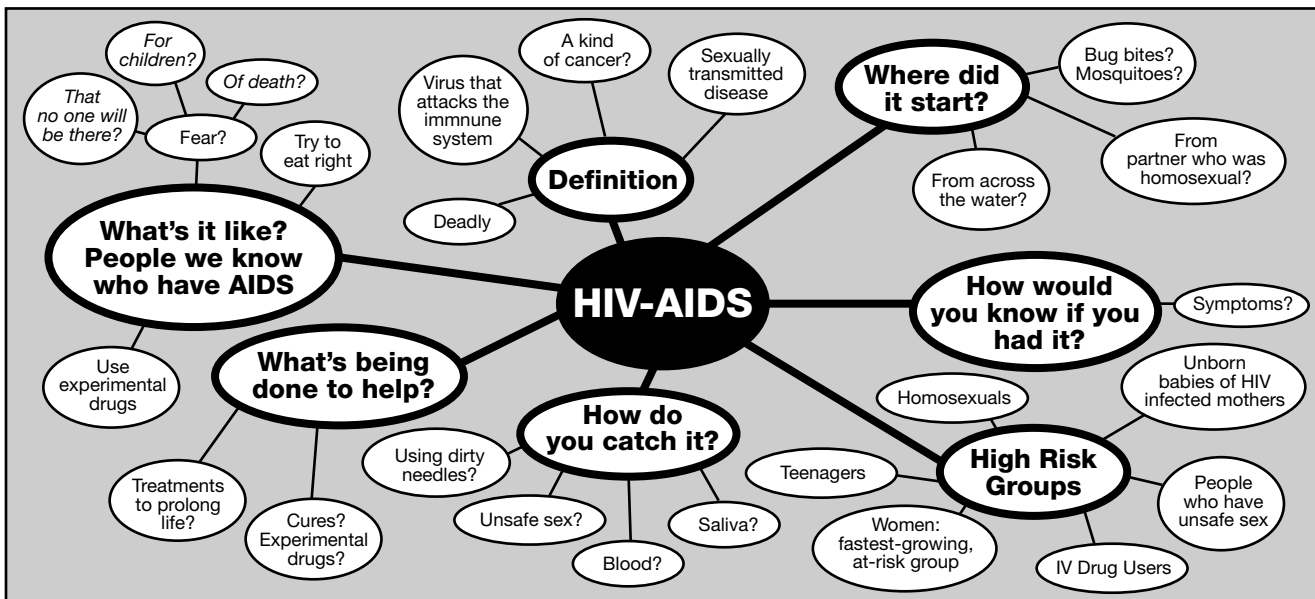 HIV-AIDS
What's it like?
People we know
who have AIDS
Fear?
That
no one will
be there?
For
children?
Of death?
Try to
eat right
Use
experimental
drugs
Definition
Deadly
Virus that
attacks the
immnune
system
A kind
of cancer?
Sexually
transmitted
disease
Where did
it start?
Bug bites?
Mosquitoes?
From
partner who was
homosexual?
From across
the water?
How would
you know if you
had it?
Symptoms?
What's being
done to help?
Treatments
to prolong
life?
Cures?
Experimental
drugs?
How do
you catch it?
Using dirty
needles?
Unsafe sex?
Blood?
Saliva?
High Risk
Groups
Homosexuals
Unborn
babies of HIV
infected mothers
Teenagers
Women:
fastest-growing,
at-risk group
IV Drug Users
People
who have
unsafe sex